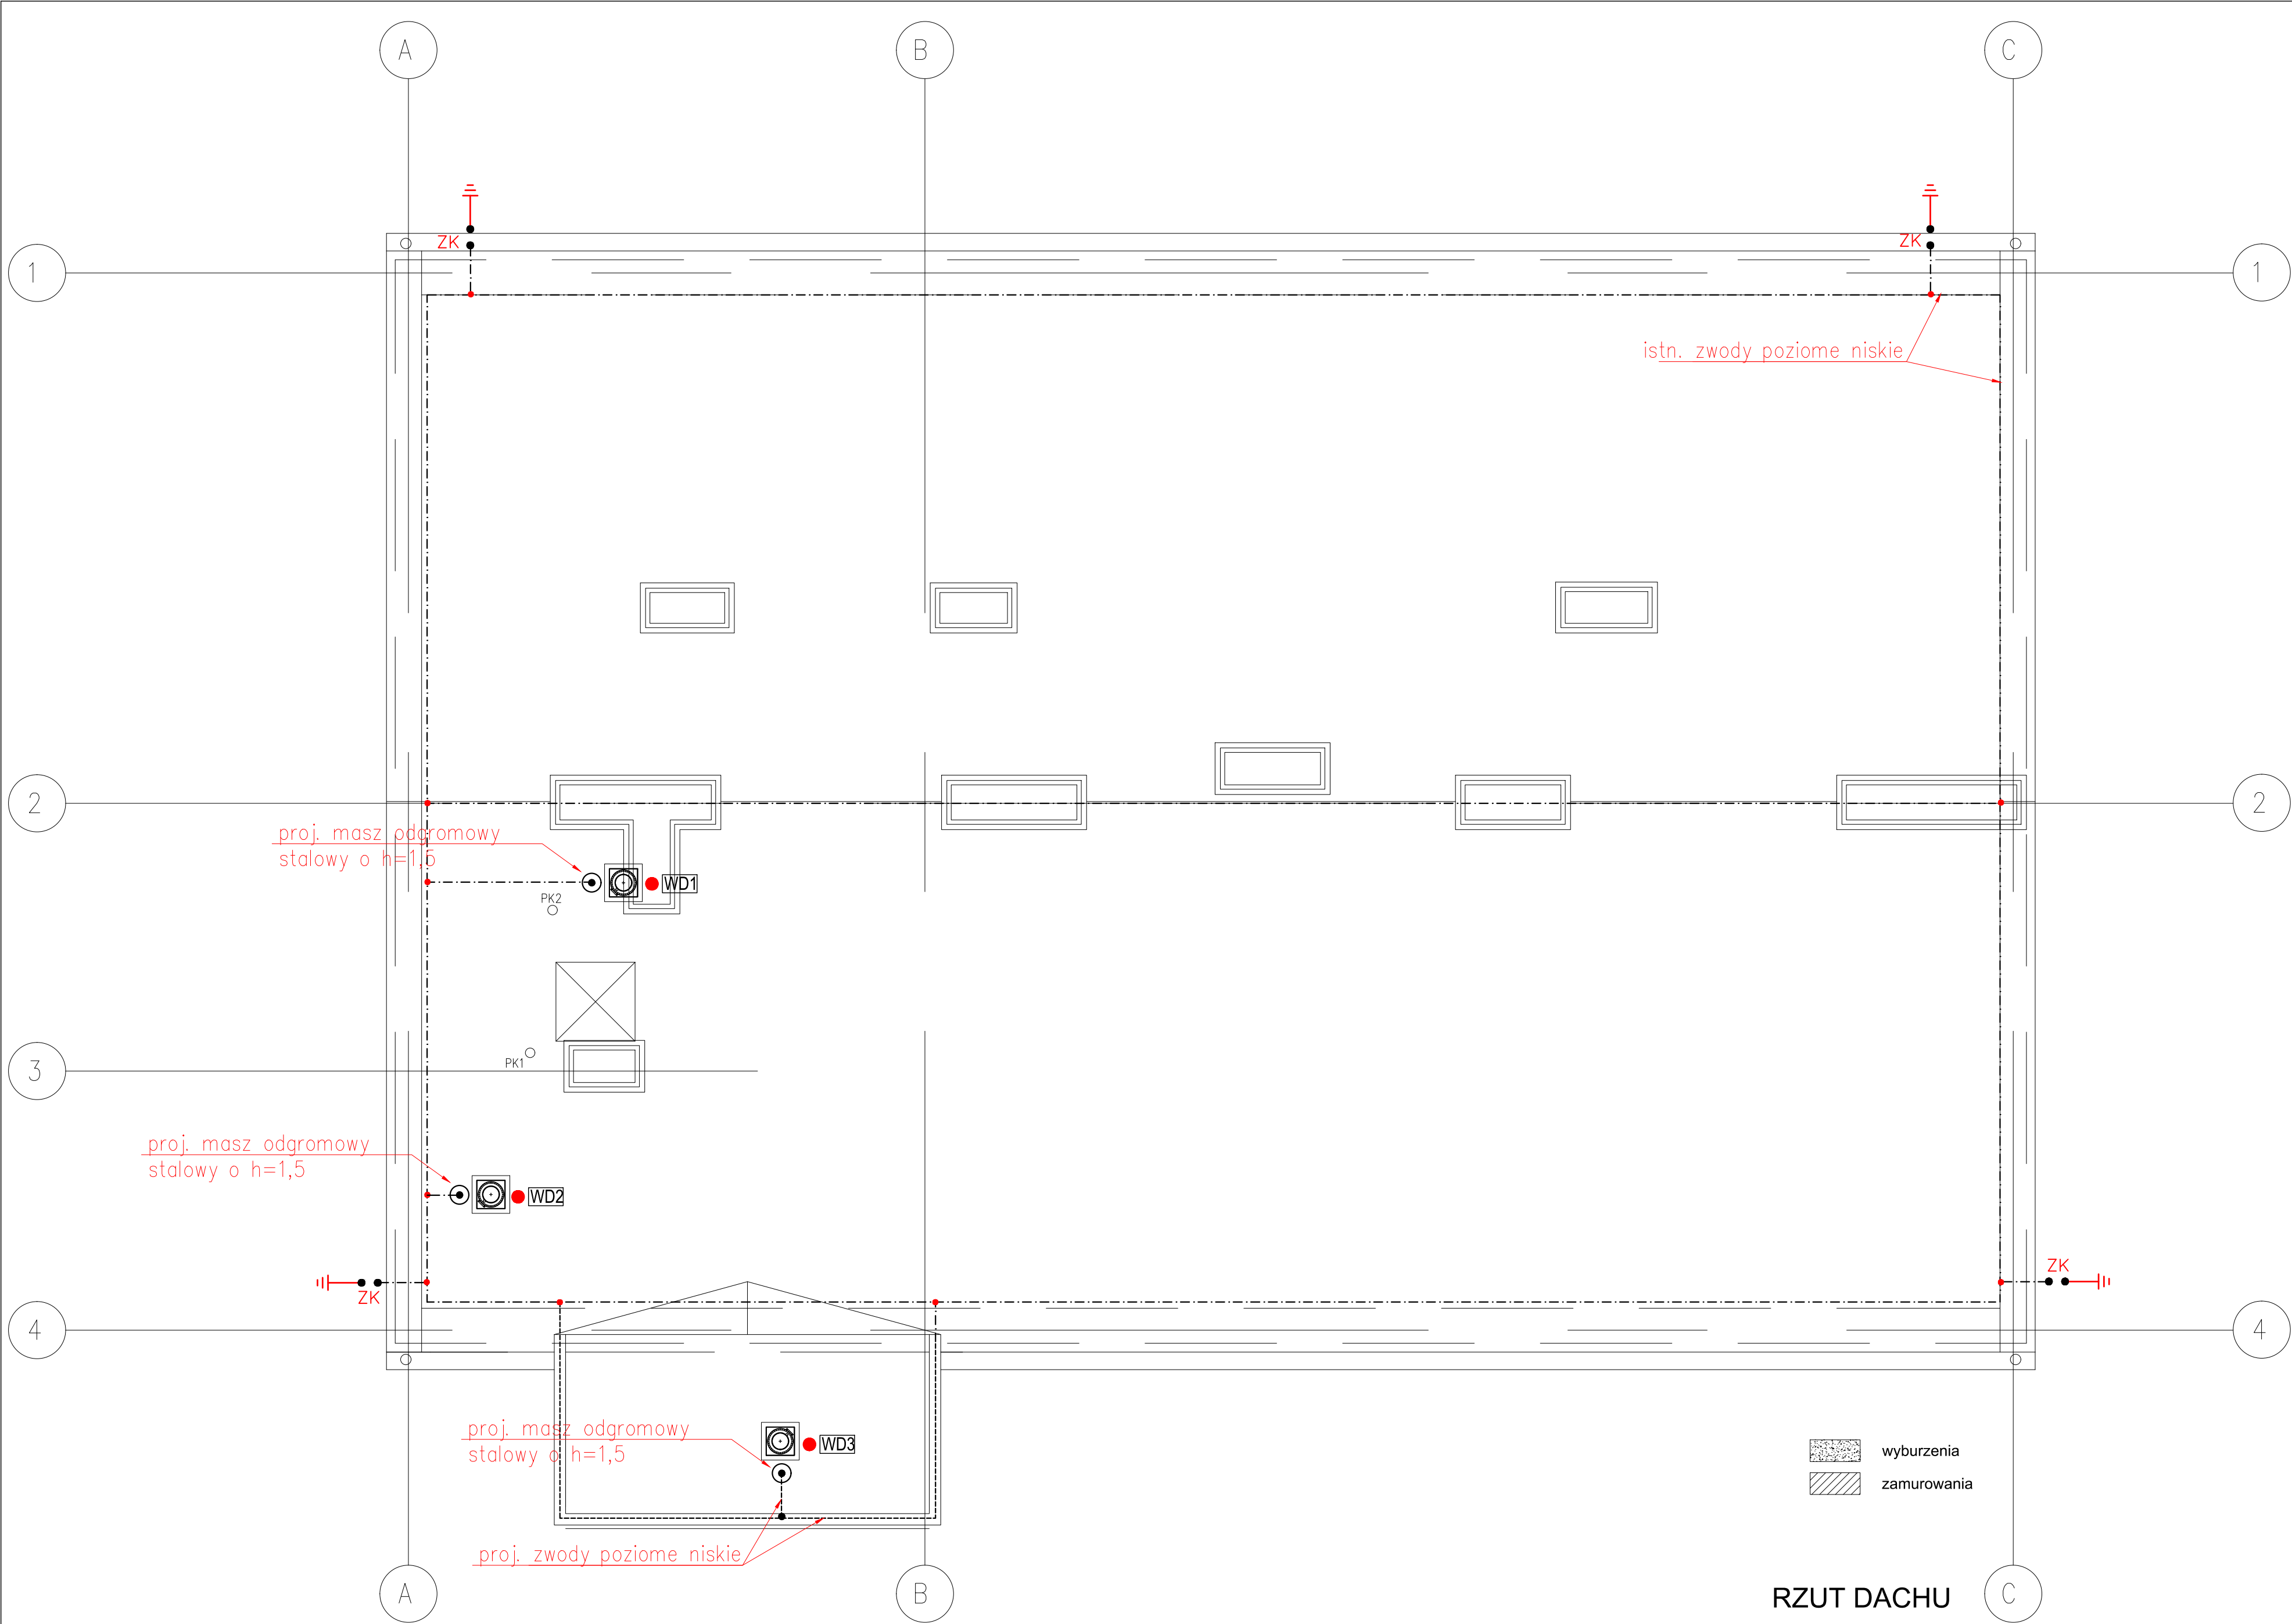 A
B
C
ZK
ZK
1
1
istn. zwody poziome niskie
2
2
proj. masz odgromowy
stalowy o h=1,5
WD1
PK2
PK1
3
proj. masz odgromowy
stalowy o h=1,5
WD2
ZK
ZK
4
4
proj. masz odgromowy
stalowy o h=1,5
WD3
wyburzenia
zamurowania
proj. zwody poziome niskie
A
B
RZUT DACHU
C